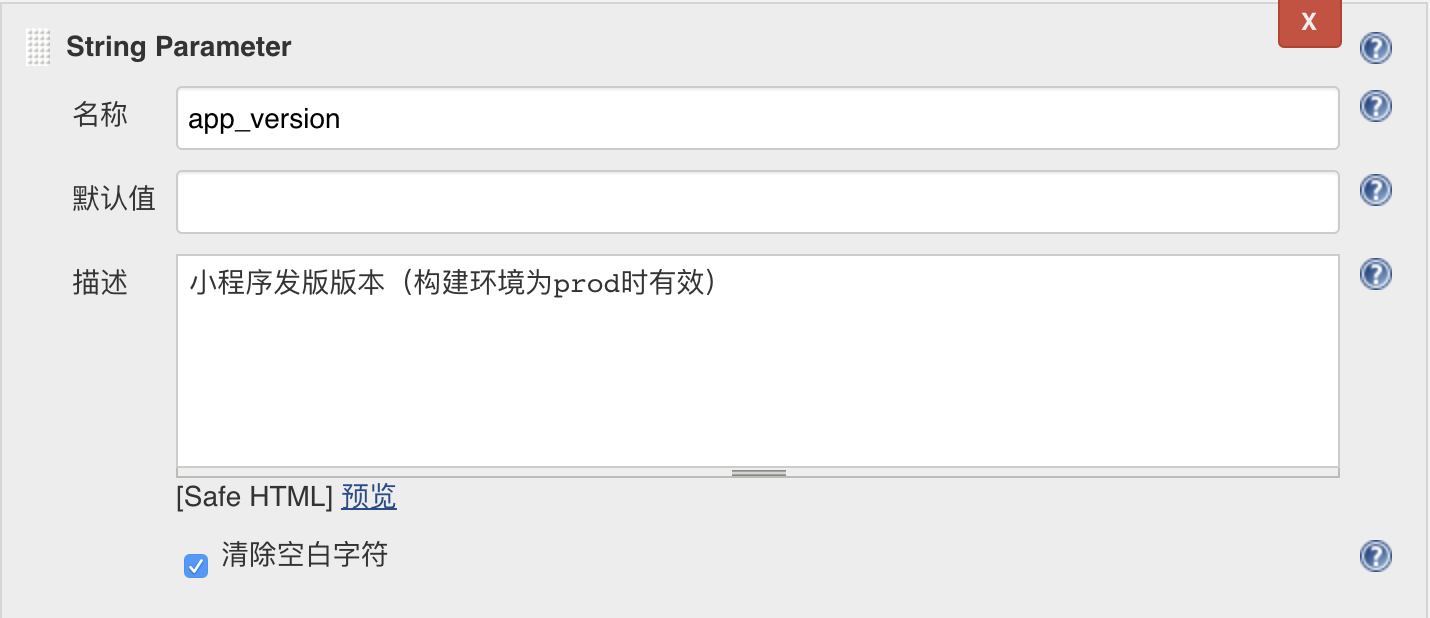 X
String Parameter
名称
app_version
默认值
描述
小程序发版版本（构建环境为prod时有效）
[Safe HTML] 预览
清除空白字符